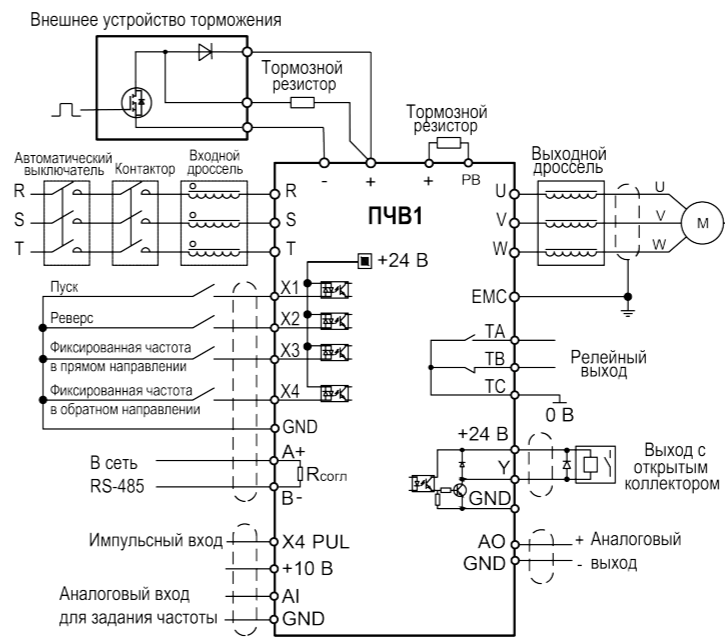 Внешнее устройство торможения
Тормозной
резистор
Тормозной
резистор
Автоматический
выключатель
Контактор
Входной
дроссель
Выходной
дроссель
- + + PB
R R
S S
T T
ПЧВ1
U U
V V
W W
M
+24 В
Пуск X1
EMC
Реверс X2
Фиксированная частота
в прямом направлении
X3
Фиксированная частота
в обратном направлении
X4
GND
TA
TB
TC
Релейный
выход
0 В
В сеть
RS-485
A+
Rсогл
B-
+24 В
Y
GND
Выход с
открытым
коллектором
Импульсный вход X4 PUL
+10 В
Аналоговый вход
для задания частоты
AI
GND
AO + Аналоговый
GND - выход